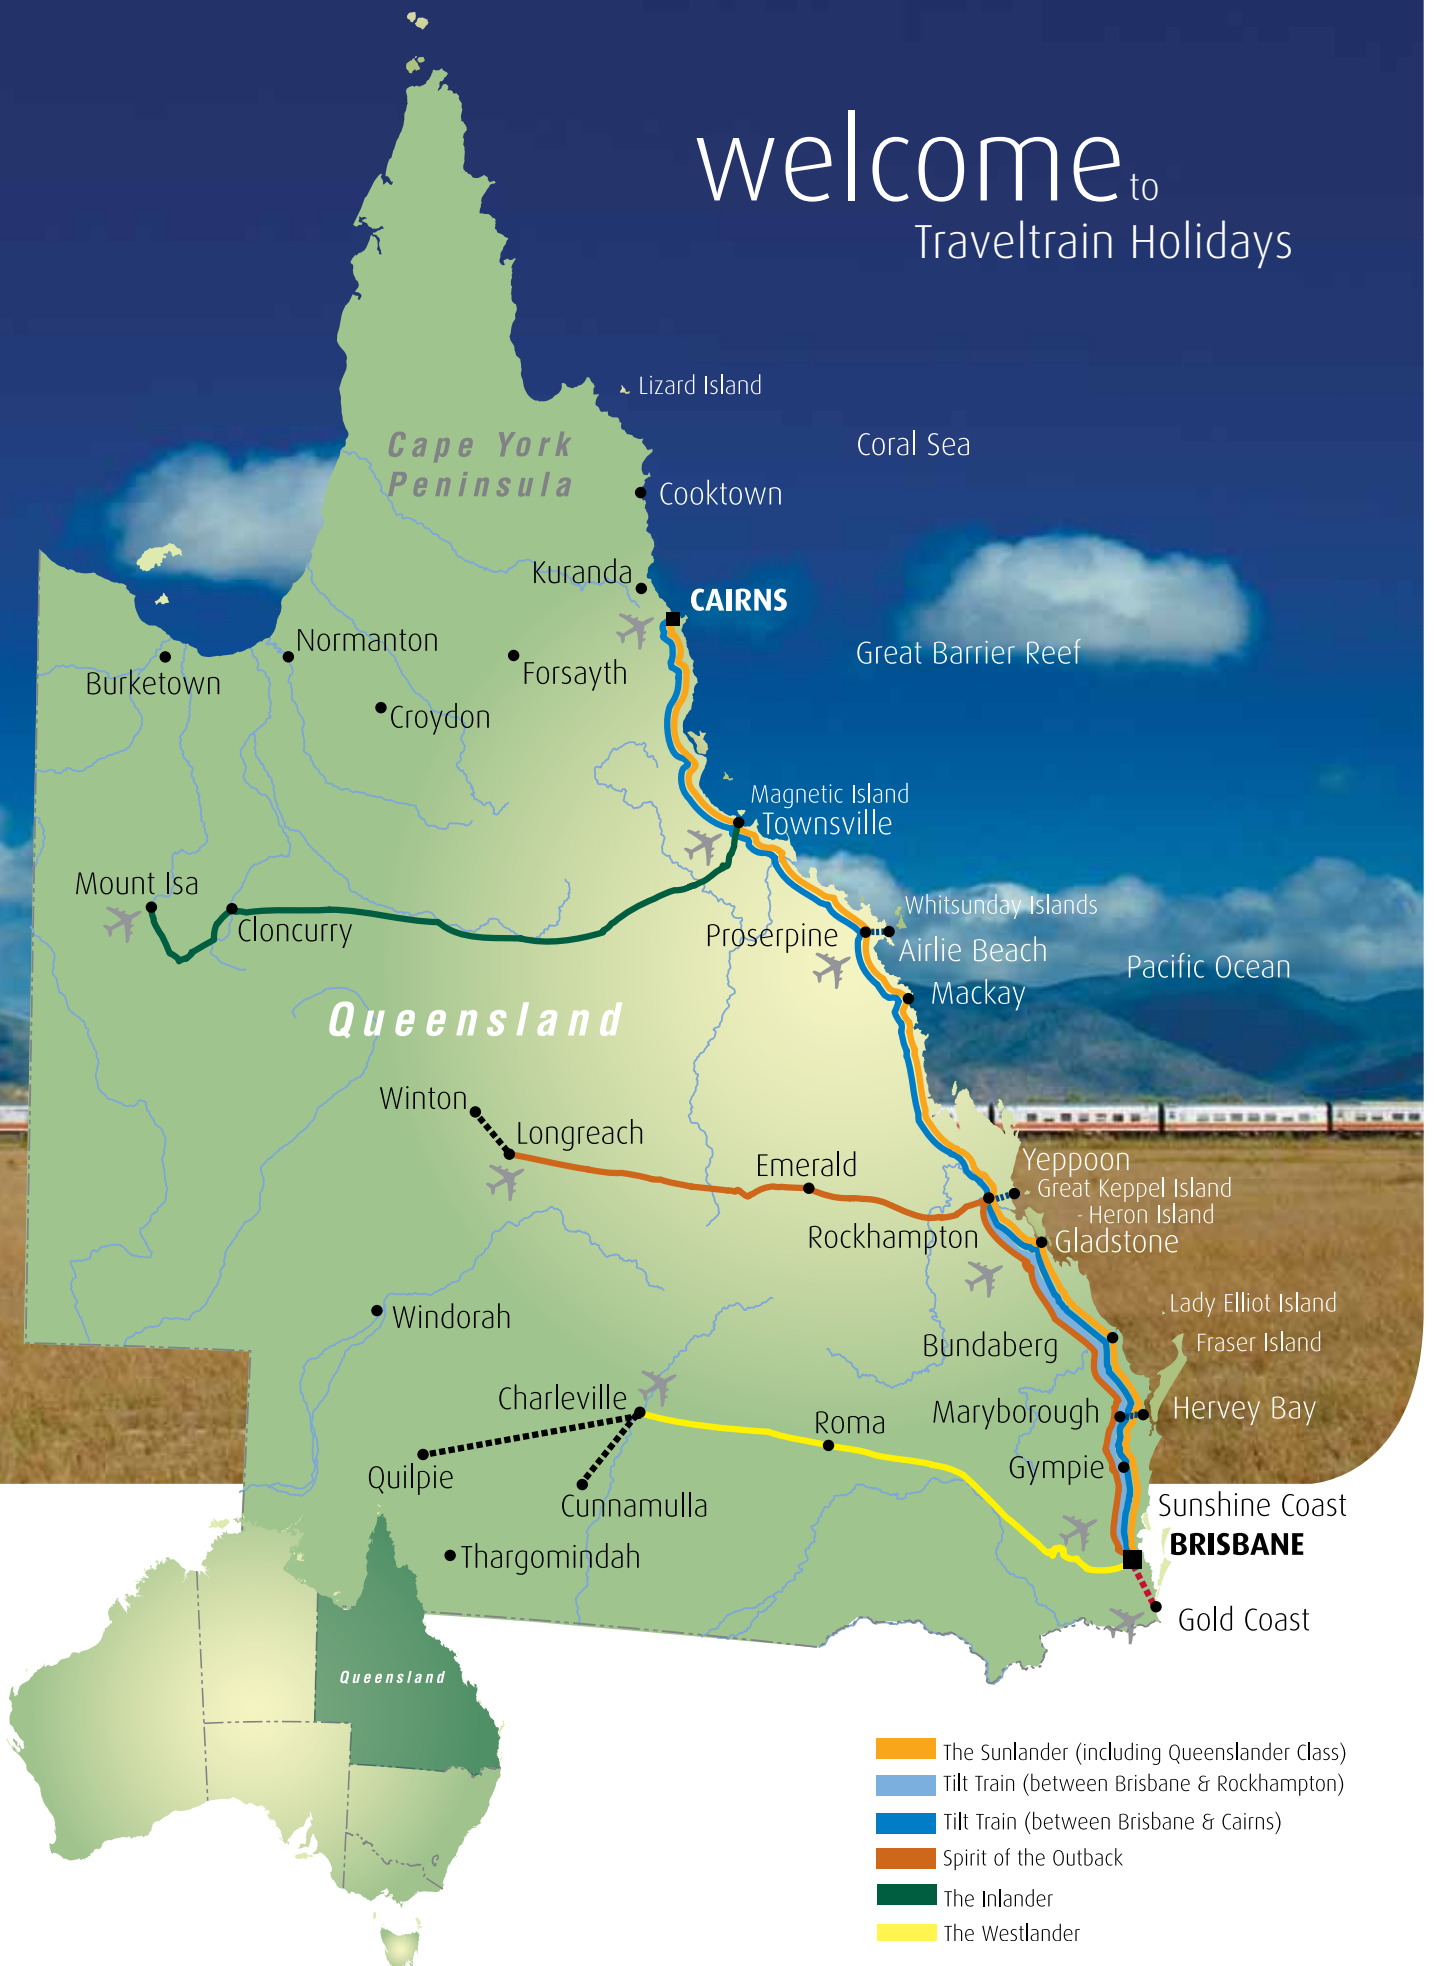 welcome to
Traveltrain Holidays
Lizard Island
Cape York
Peninsula
Coral Sea
Cooktown
Kuranda
CAIRNS
Normanton
Great Barrier Reef
Forsayth
Burketown
Croydon
Magnetic Island
Townsville
Mount Isa
Cloncurry
Whitsunday Islands
Proserpine
Airlie Beach
Pacific Ocean
Mackay
Queensland
Winton
Longreach
Emerald
Yeppoon
Great Keppel Island
- Heron Island
Rockhampton
Gladstone
Windorah
Lady Elliot Island
Fraser Island
Bundaberg
Charleville
Roma
Maryborough
Hervey Bay
Quilpie
Gympie
Cunnamulla
Sunshine Coast
BRISBANE
Thargomindah
Gold Coast
Queensland
The Sunlander (including Queenslander Class)
Tilt Train (between Brisbane & Rockhampton)
Tilt Train (between Brisbane & Cairns)
Spirit of the Outback
The Inlander
The Westlander